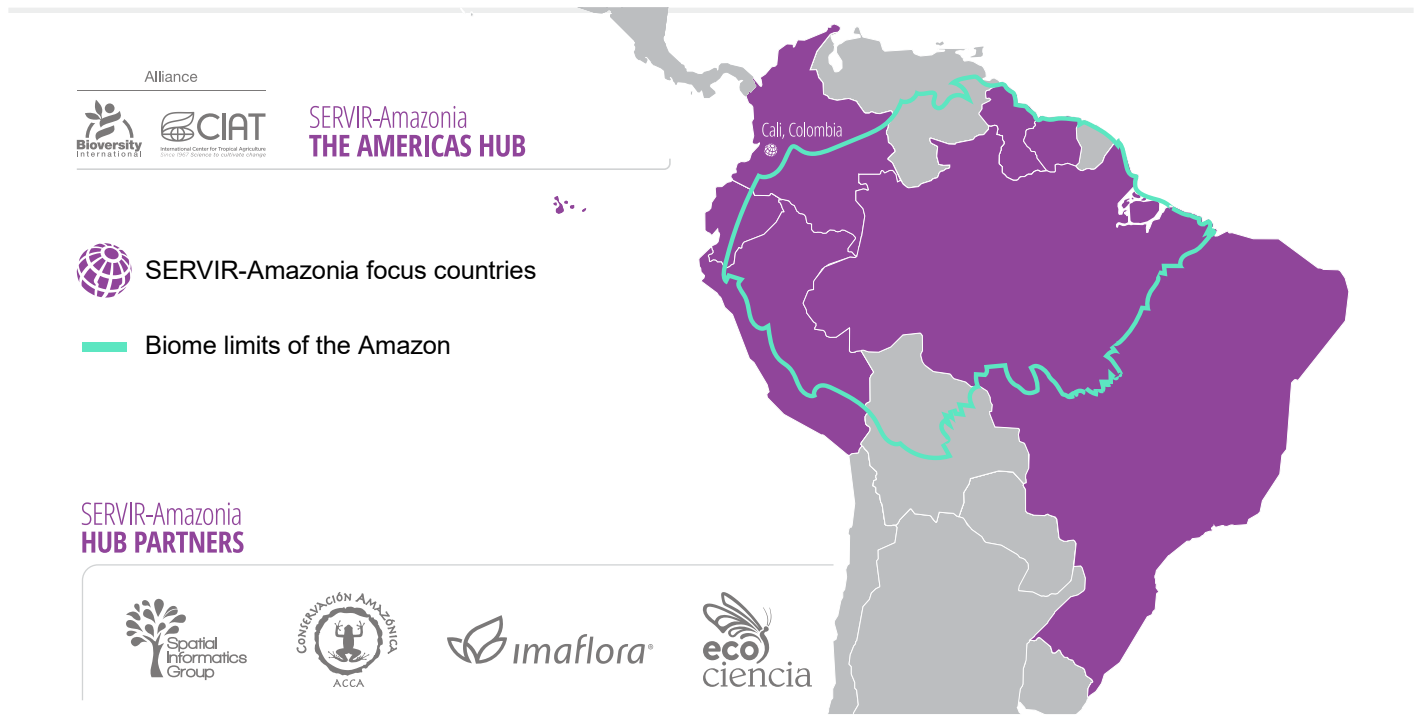 Alliance
Bioversity
International
CIAT
International Center for Tropical Agriculture
Since 1967 Science to cultivate change
SERVIR-Amazonia
THE AMERICAS HUB
Cali, Colombia
SERVIR-Amazonia focus countries
Biome limits of the Amazon
SERVIR-Amazonia
HUB PARTNERS
Spatial
Informatics
Group
CONSERVACIÓN AMAZÓNICA
ACCA
imaflora®
eco
ciencia